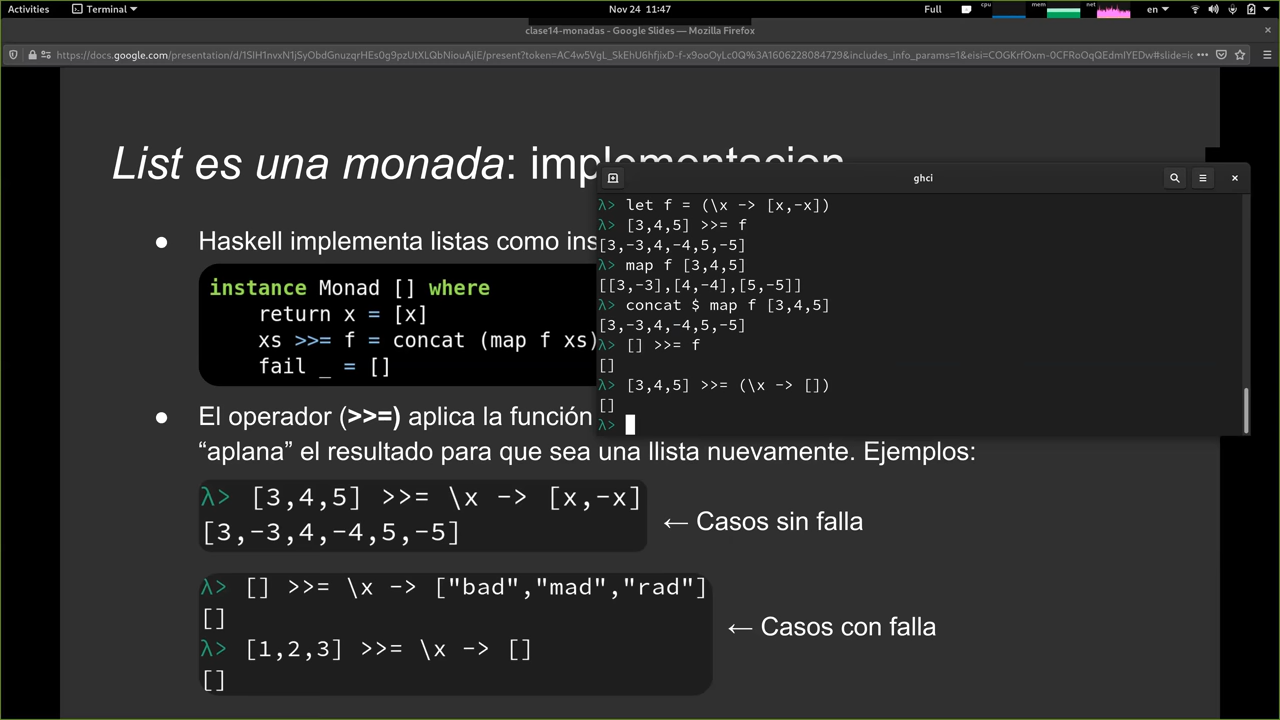 Activities
Terminal
Nov 24 11:47
Full
cpu
mem
net
en
clase14-monadas - Google Slides — Mozilla Firefox
List es una monada: implementacion
ghci
Haskell implementa listas como ins
instance Monad [] where
return x = [x]
xs >>= f = concat (map f xs)
fail _ = []
λ> let f = (\x -> [x,-x])
λ> [3,4,5] >>= f
[3,-3,4,-4,5,-5]
λ> map f [3,4,5]
[[3,-3],[4,-4],[5,-5]]
λ> concat $ map f [3,4,5]
[3,-3,4,-4,5,-5]
λ> [] >>= f
[]
λ> [3,4,5] >>= (\x -> [])
[]
λ>
El operador (>>=) aplica la función
“aplana” el resultado para que sea una llista nuevamente. Ejemplos:
λ> [3,4,5] >>= \x -> [x,-x]
[3,-3,4,-4,5,-5]
← Casos sin falla
λ> [] >>= \x -> ["bad","mad","rad"]
[]
λ> [1,2,3] >>= \x -> []
[]
← Casos con falla